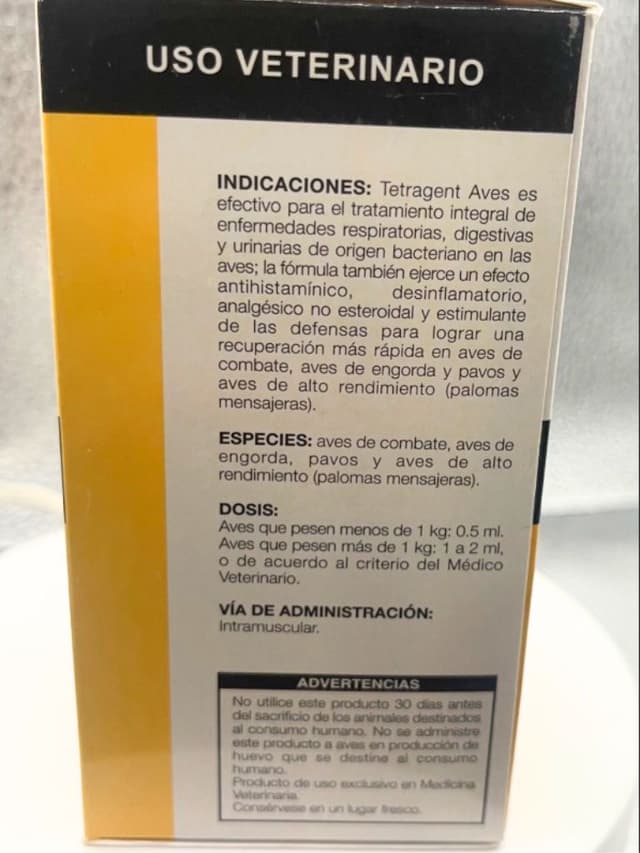 USO VETERINARIO
INDICACIONES: Tetragent Aves es
efectivo para el tratamiento integral de
enfermedades respiratorias, digestivas
y urinarias de origen bacteriano en las
aves; la fórmula también ejerce un efecto
antihistamínico, desinflamatorio,
analgésico no esteroidal y estimulante
de las defensas para lograr una
recuperación más rápida en aves de
combate, aves de engorda y pavos y
aves de alto rendimiento (palomas
mensajeras).
ESPECIES: aves de combate, aves de
engorda, pavos y aves de alto
rendimiento (palomas mensajeras).
DOSIS:
Aves que pesen menos de 1 kg: 0.5 ml.
Aves que pesen más de 1 kg: 1 a 2 ml,
o de acuerdo al criterio del Médico
Veterinario.
VÍA DE ADMINISTRACIÓN:
Intramuscular.
ADVERTENCIAS
No utilice este producto 30 días antes
del sacrificio de los animales destinados
al consumo humano. No se administre
este producto a aves en producción de
huevo que se destine al consumo
humano.
Producto de uso exclusivo en Medicina
Veterinaria.
Consérvese en un lugar fresco.